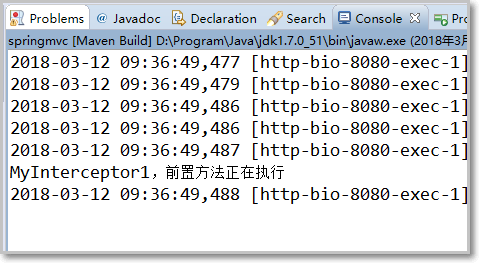 Problems @ Javadoc Declaration Search Console Pro
springmvc [Maven Build] D:\Program\Java\jdk1.7.0_51\bin\javaw.exe (2018年3月
2018-03-12 09:36:49,477 [http-bio-8080-exec-1]
2018-03-12 09:36:49,479 [http-bio-8080-exec-1]
2018-03-12 09:36:49,486 [http-bio-8080-exec-1]
2018-03-12 09:36:49,486 [http-bio-8080-exec-1]
2018-03-12 09:36:49,487 [http-bio-8080-exec-1]
MyInterceptor1，前置方法正在执行
2018-03-12 09:36:49,488 [http-bio-8080-exec-1]